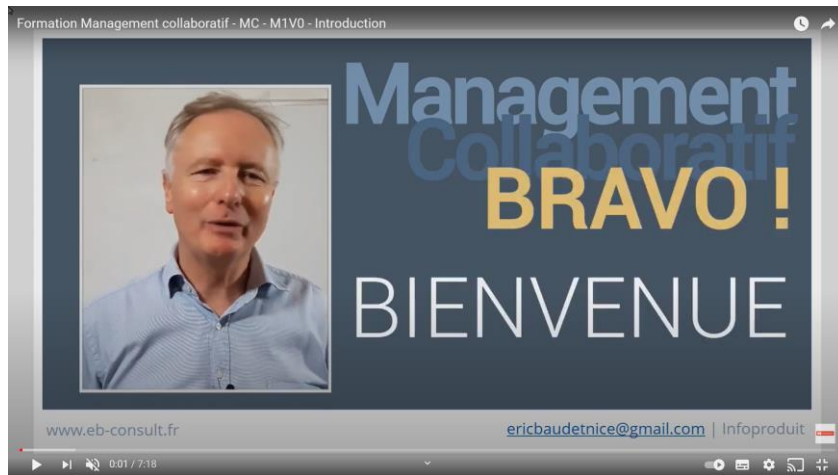 Formation Management collaboratif - MC - M1V0 - Introduction
Management
Collaboratif
BRAVO !
BIENVENUE
www.eb-consult.fr
ericbaudetnice@gmail.com | Infoproduit
0:01 / 7:18